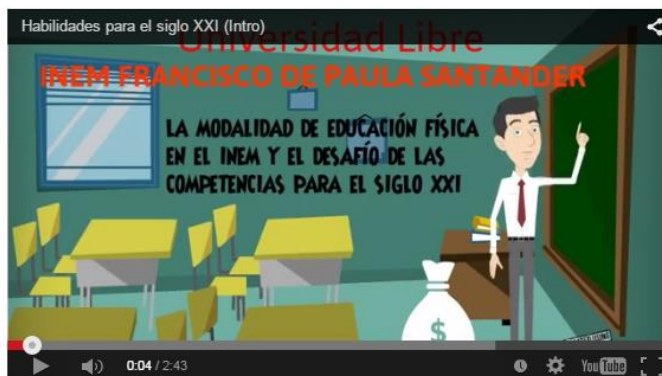 Habilidades para el siglo XXI (Intro)
Universidad Libre
INEM FRANCISCO DE PAULA SANTANDER
LA MODALIDAD DE EDUCACIÓN FÍSICA
EN EL INEM Y EL DESAFÍO DE LAS
COMPETENCIAS PARA EL SIGLO XXI
$
0:04 / 2:43
YouTube